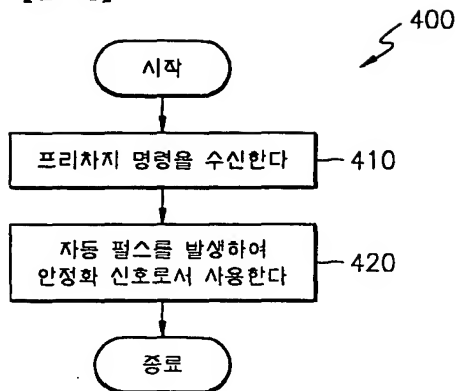 400
시작
프리차지 명령을 수신한다
410
자동 펄스를 발생하여
안정화 신호로서 사용한다
420
종료